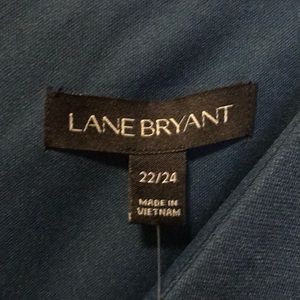 LANE BRYANT
22/24
MADE IN
VIETNAM